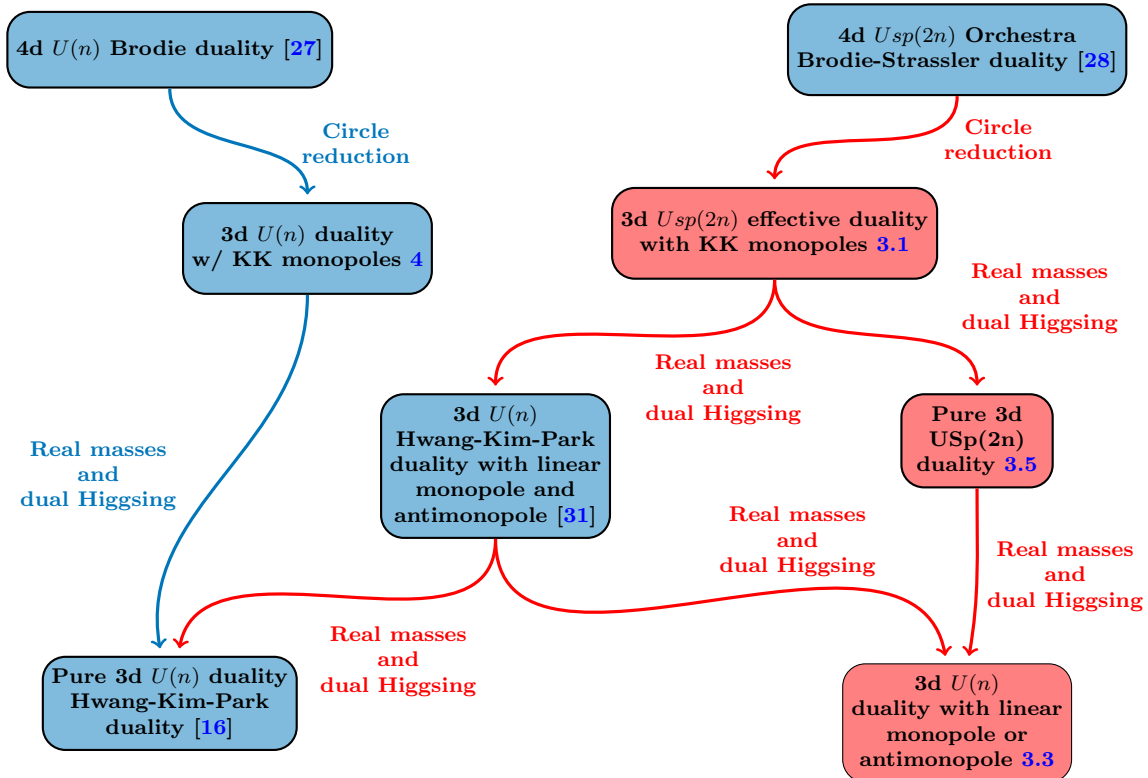 4d U(n) Brodie duality [27]
4d Usp(2n) Orchestra
Brodie-Strassler duality [28]
Circle
reduction
Circle
reduction
3d U(n) duality
w/ KK monopoles 4
3d Usp(2n) effective duality
with KK monopoles 3.1
Real masses
and
dual Higgsing
Real masses
and
dual Higgsing
3d U(n)
Hwang-Kim-Park
duality with linear
monopole and
antimonopole [31]
Pure 3d
USp(2n)
duality 3.5
Real masses
and
dual Higgsing
Real masses
and
dual Higgsing
Real masses
and
dual Higgsing
Real masses
and
dual Higgsing
Pure 3d U(n) duality
Hwang-Kim-Park
duality [16]
3d U(n)
duality with linear
monopole or
antimonopole 3.3